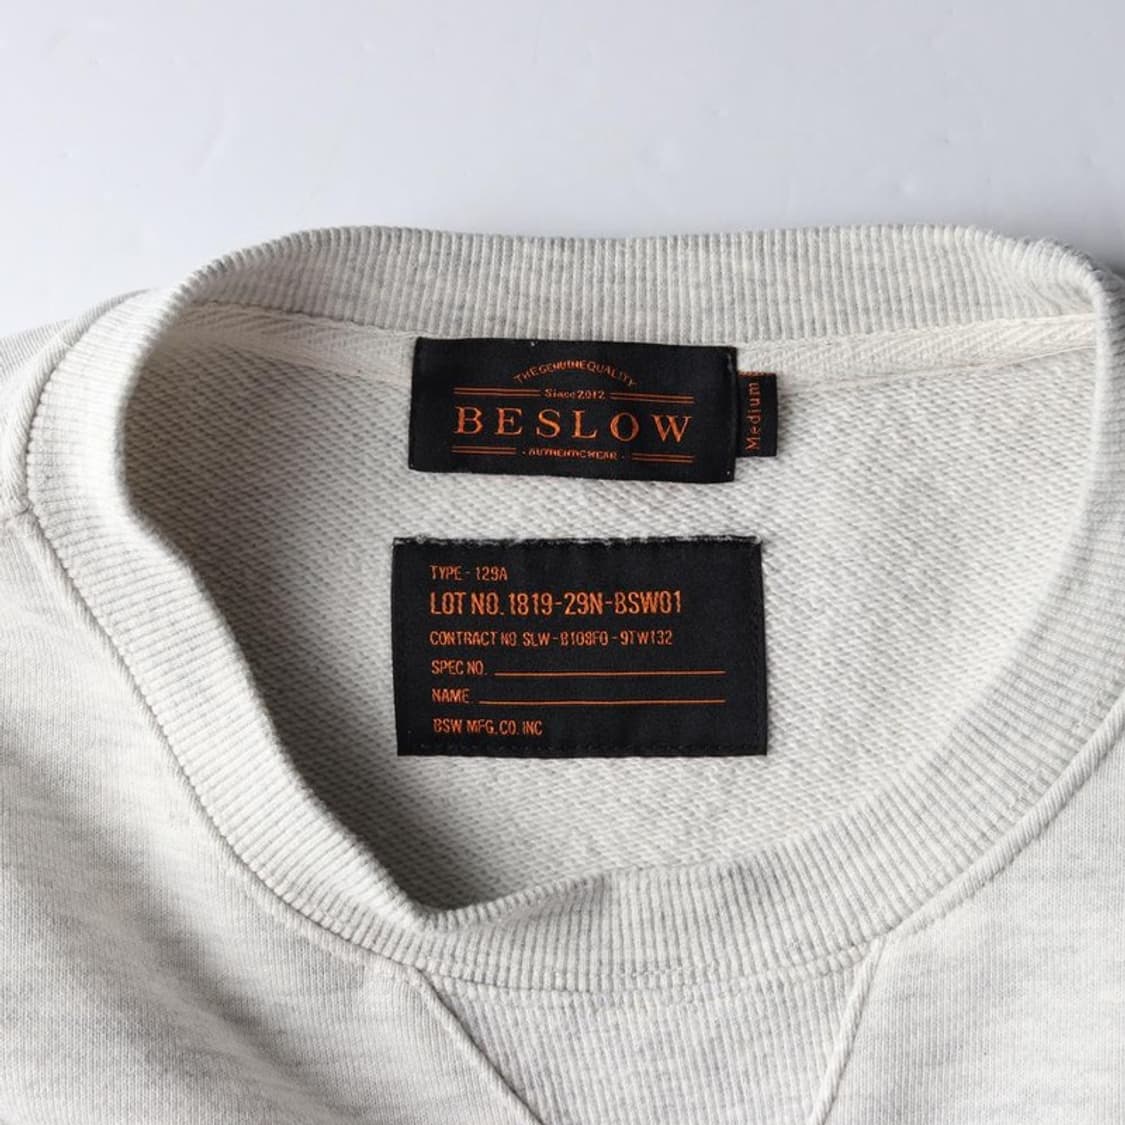 THE GENUINE QUALITY
Since 2012
BESLOW
- AUTHENTIC WEAR -
Medium
TYPE - 129A
LOT NO. 1819-29N-BSW01
CONTRACT NO. SLW-B108F0-9TW132
SPEC NO.
NAME
BSW MFG. CO. INC